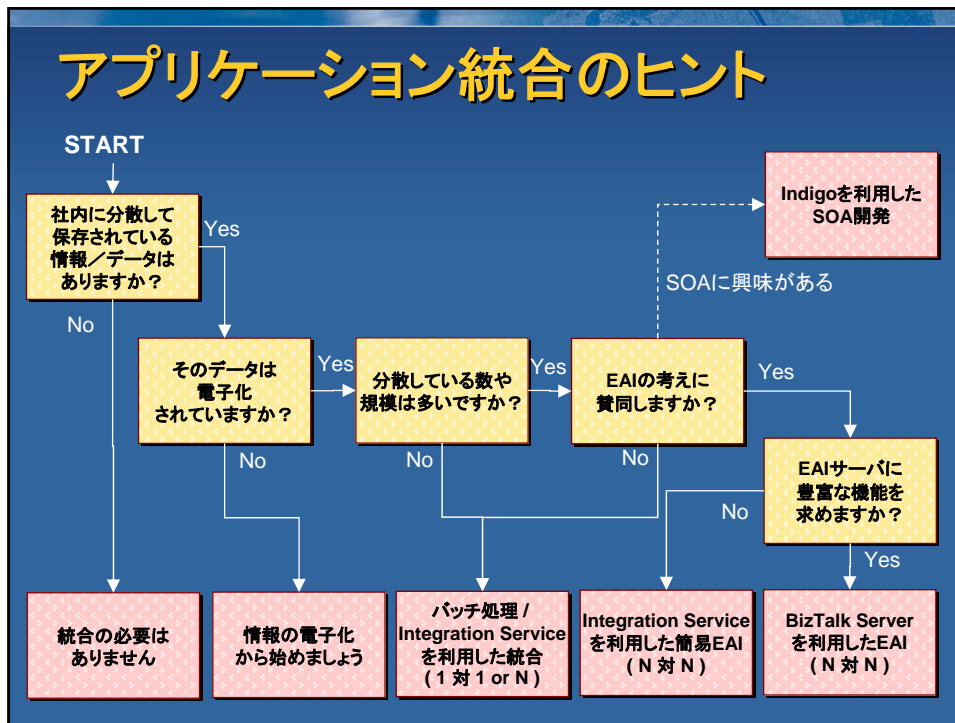 アプリケーション統合のヒント
START
社内に分散して
保存されている
情報／データは
ありますか？
Yes
No
そのデータは
電子化
されていますか？
Yes
No
分散している数や
規模は多いですか？
Yes
No
EAIの考えに
賛同しますか？
Yes
No
SOAに興味がある
Indigoを利用した
SOA開発
EAIサーバに
豊富な機能を
求めますか？
No
Yes
統合の必要は
ありません
情報の電子化
から始めましょう
バッチ処理 /
Integration Service
を利用した統合
( 1 対 1 or N )
Integration Service
を利用した簡易EAI
( N 対 N )
BizTalk Server
を利用したEAI
( N 対 N )